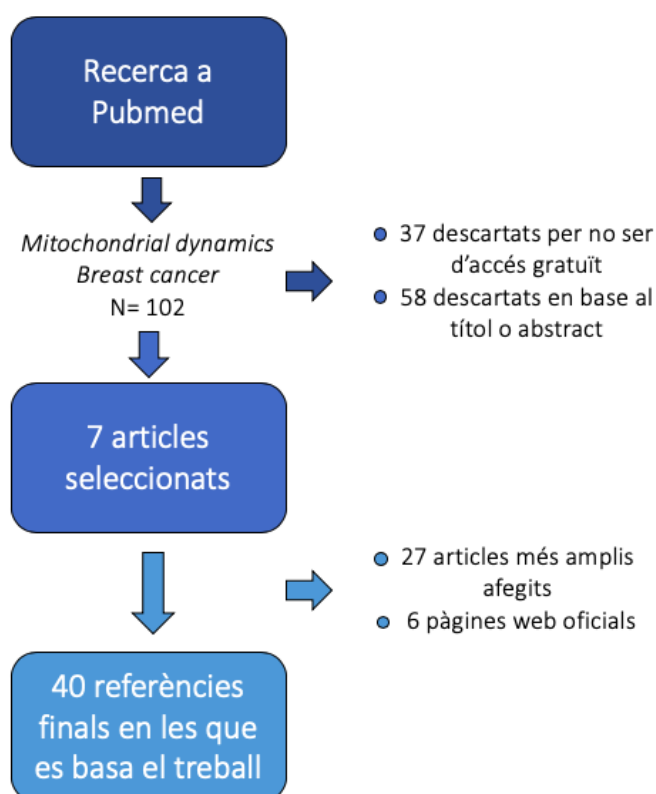 Recerca a
Pubmed
Mitochondrial dynamics
Breast cancer
N= 102
37 descartats per no ser
d'accés gratuït
58 descartats en base al
títol o abstract
7 articles
seleccionats
27 articles més amplis
afegits
6 pàgines web oficials
40 referències
finals en les que
es basa el treball